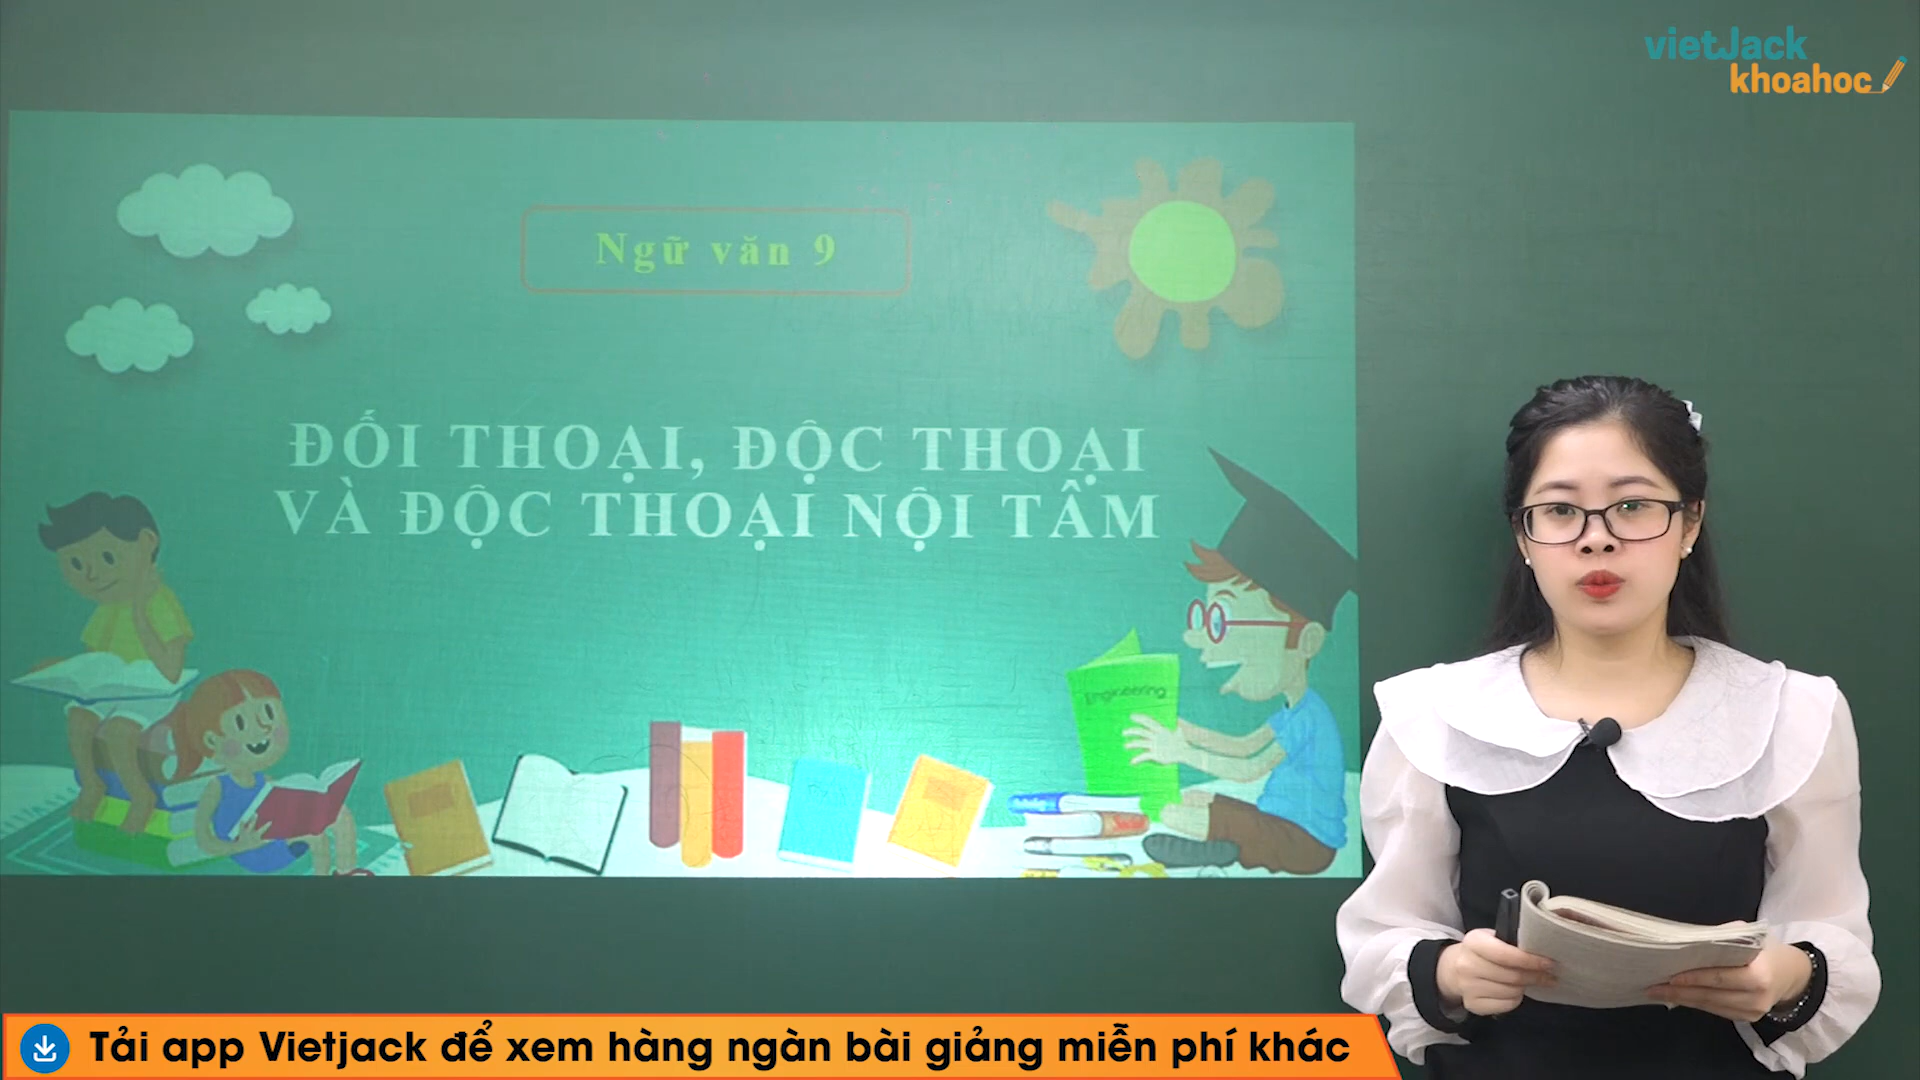 vietJack
khoahoc
Ngữ văn 9
ĐỐI THOẠI, ĐỘC THOẠI
VÀ ĐỘC THOẠI NỘI TÂM
Engineering
Tải app Vietjack để xem hàng ngàn bài giảng miễn phí khác